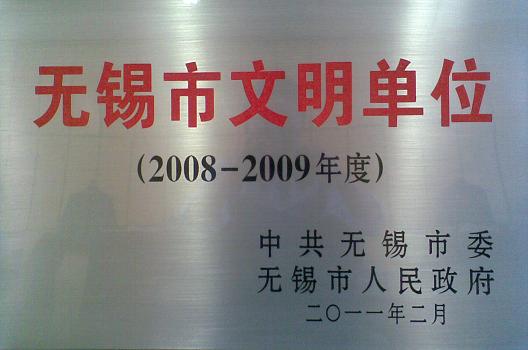 无锡市文明单位
(2008-2009年度)
中共无锡市委
无锡市人民政府
二〇一一年二月